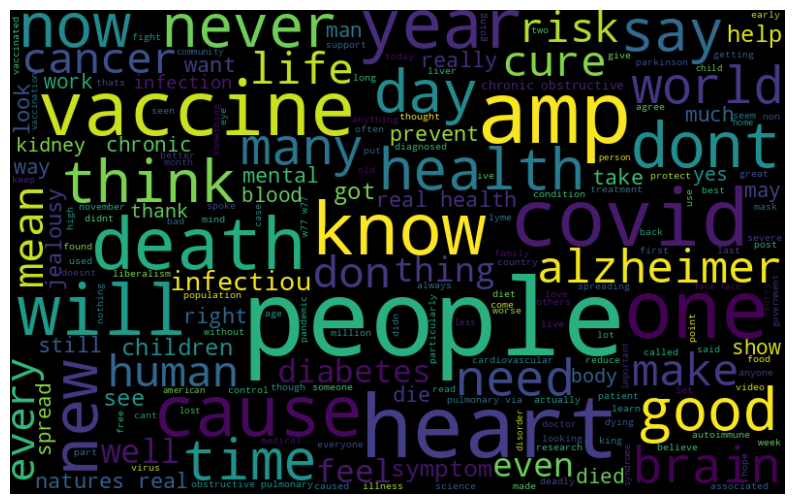 now never year risk say
vaccinated fight community man support going two early
help
cancer want life really cure give parkinson getting child
look vaccination work thats infection long liver chronic obstructive world
vaccine seen eye day today agree seem non home
something anything thought amp much dont
kidney chronic many often prevent person
way better month mental put diagnosed health old live take yes
keep think blood got condition treatment protect best great
mean jealousy november thank real health may
didnt high bad mind spoke case w77 w77 know lyme covid use mask
death back severe
found used doesnt family country first last post
liberalism don thing alzheimer
nothing infectiou always diet love spreading
will population age pandemic didn people particularly come worse others face face government
right without million less live lot point called said show
still children cardiovascular reduce one food anyone
every new human american control though someone diabetes read need body important make video
spread see cant free lost die pulmonary via actually patient learn let good
cause medical heart disorder doctor dying autoimmune
well part time everyone looking king research believe week
virus feel symptom even died syndrome brain
natures real obstructive pulmonary caused illness science deadly made hope associated